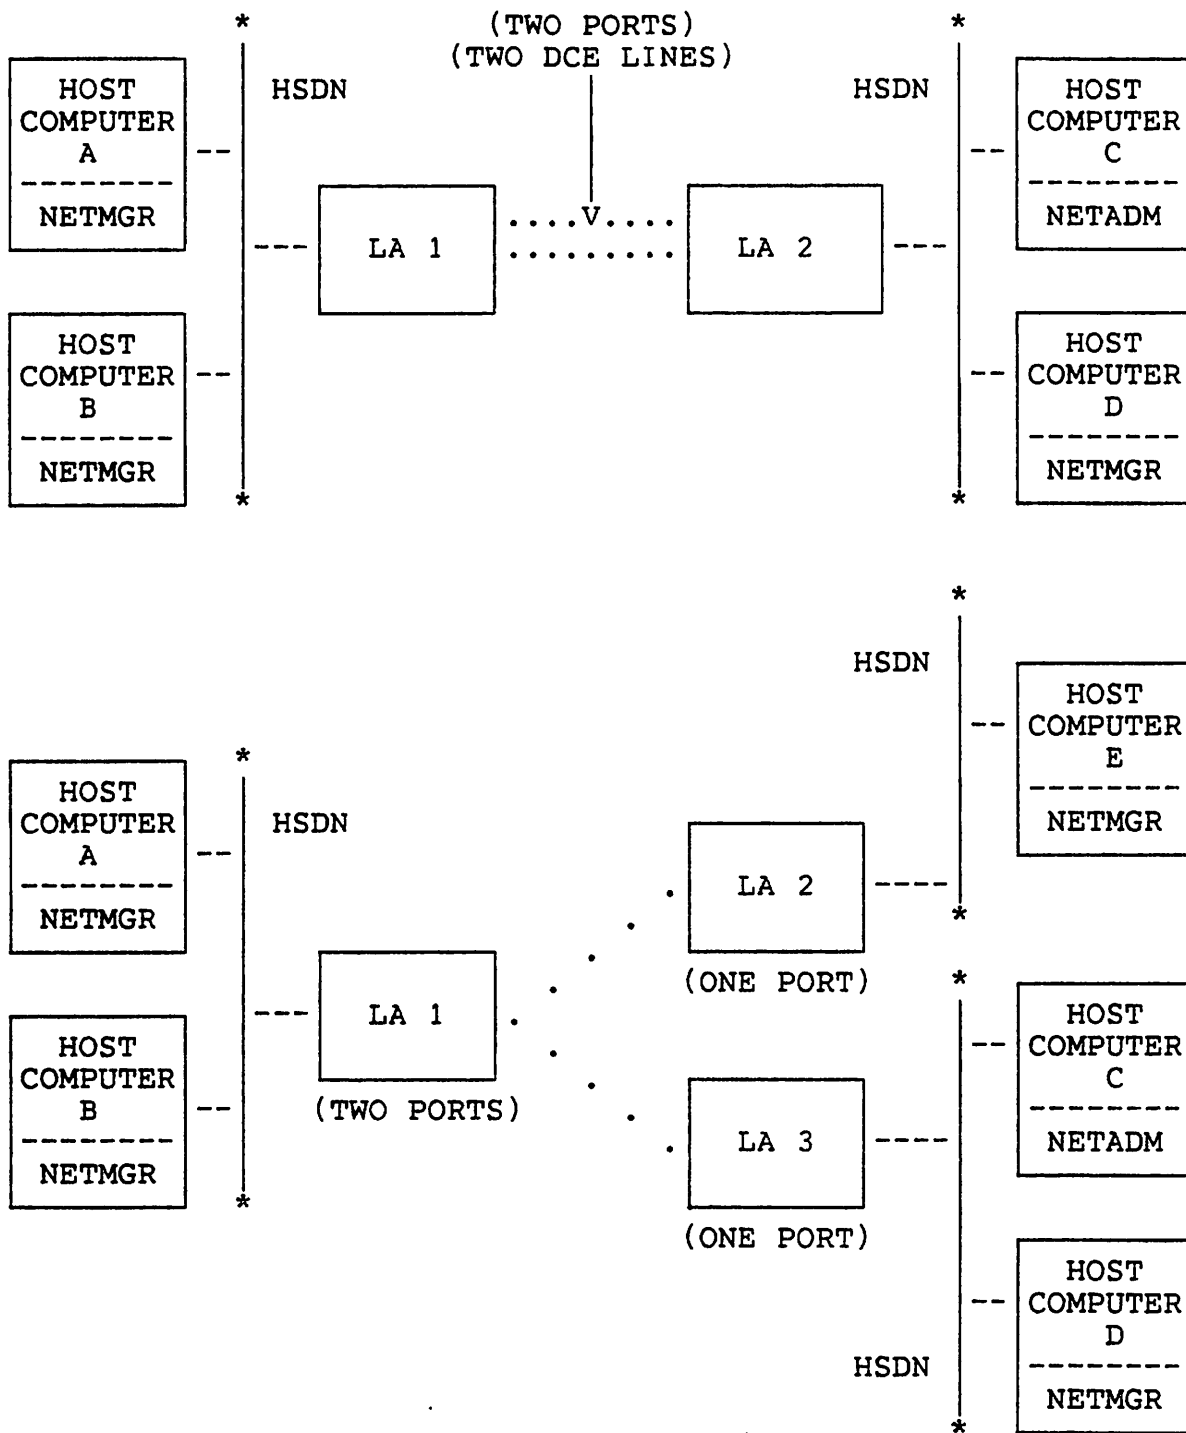 (TWO PORTS)
(TWO DCE LINES)
HOST
COMPUTER
A
NETMGR
HSDN
HSDN
HOST
COMPUTER
C
NETADM
LA 1
V
LA 2
HOST
COMPUTER
B
NETMGR
HOST
COMPUTER
D
NETMGR
HSDN
HOST
COMPUTER
E
NETMGR
HOST
COMPUTER
A
NETMGR
HSDN
LA 2
(ONE PORT)
LA 1
(TWO PORTS)
HOST
COMPUTER
B
NETMGR
HOST
COMPUTER
C
NETADM
LA 3
(ONE PORT)
HOST
COMPUTER
D
NETMGR
HSDN